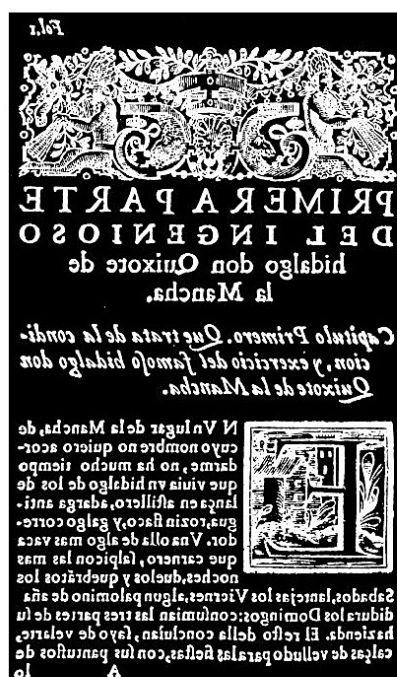 Fol. 1
PRIMERA PARTE
DEL INGENIOSO
hidalgo don Quixote de
la Mancha.
Capitulo Primero. Que trata de la condi-
cion, y exercicio del famoso hidalgo don
Quixote de la Mancha.
EN Vn lugar de la Mancha, de
cuyo nombre no quiero acor-
darme, no ha mucho tiempo
que viuia vn hidalgo de los de
lança en astillero, adarga anti-
gua, rozin flaco, y galgo corre-
dor. Vna olla de algo mas vaca
que carnero, salpicon las mas
noches, duelos y quebrãtos los
Sabados, lantejas los Viernes, algun palomino de aña
didura los Domingos: consumian las tres partes de su
hazienda. El resto della concluian, sayo de velarte,
calças de velludo para las fiestas, con sus pantuflos de
A lo